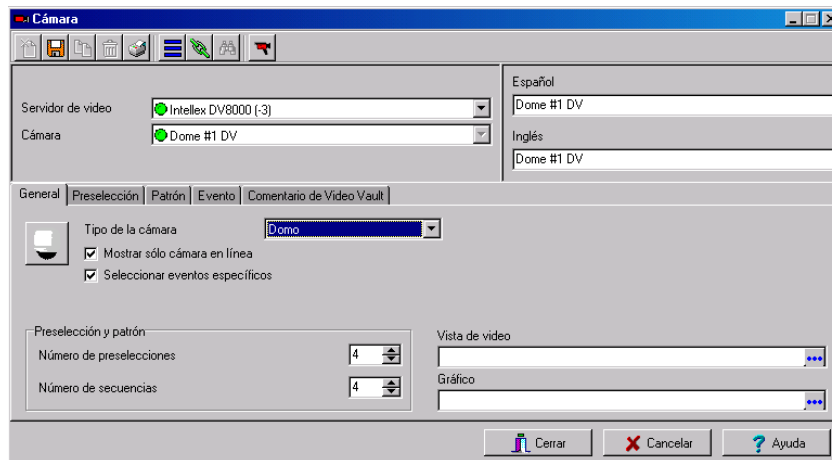 Cámara
Español
Servidor de video Intellex DV8000 (-3) Dome #1 DV
Cámara Dome #1 DV Inglés
Dome #1 DV
General Preselección Patrón Evento Comentario de Video Vault
Tipo de la cámara Domo
Mostrar sólo cámara en línea
Seleccionar eventos específicos
Preselección y patrón
Número de preselecciones 4
Número de secuencias 4
Vista de video
Gráfico
Cerrar Cancelar Ayuda